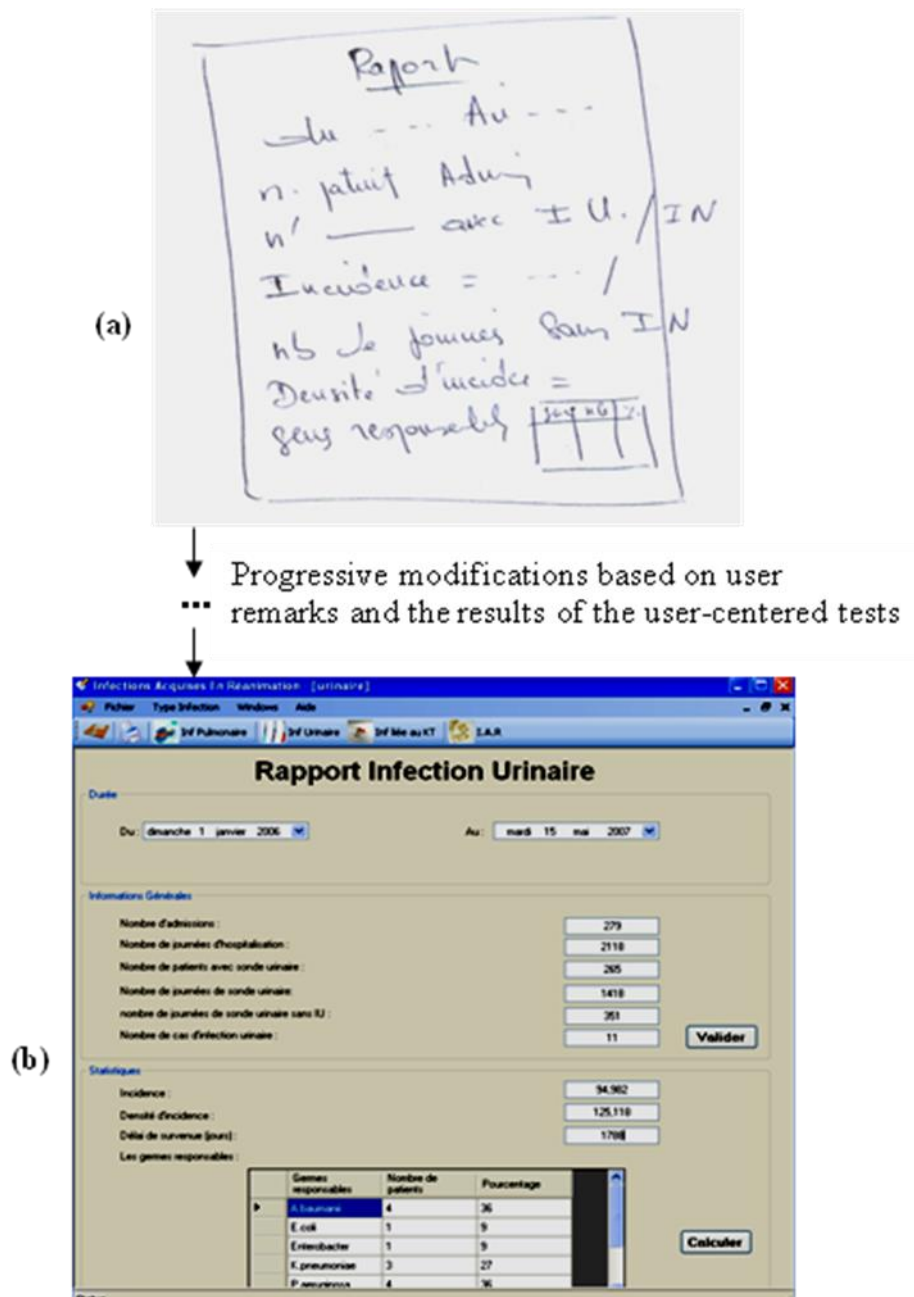 Raport
du --- Au ---
n. patient Admis
n' —— avec I U. / IN
Incidence = --- /
nb de journées Sans IN
Densité d'incidce =
germes responsables
(a)
Progressive modifications based on user
...
remarks and the results of the user-centered tests
Infections Acquises En Réanimation [urinaire]
Fichier Type Infection Windows Aide
Inf Pulmonaire Inf Urinaire Inf liée au KT I.A.R
Rapport Infection Urinaire
Durée
Du : dimanche 1 janvier 2006 Au : mardi 15 mai 2007
Informations Générales
Nombre d'admissions : 279
Nombre de journées d'hospitalisation : 2118
Nombre de patients avec sonde urinaire : 265
Nombre de journées de sonde urinaire: 1418
nombre de journées de sonde urinaire sans IU : 351
Nombre de cas d'infection urinaire : 11 Valider
(b)
Statistiques
Incidence : 94,982
Densité d'incidence : 125,118
Délai de survenue (jours) : 1788
Les germes responsables :
Germes responsables Nombre de patients Pourcentage
A.baumanii 4 36
E.coli 1 9
Enterobacter 1 9
Calculer
K.pneumoniae 3 27
P.aeruginosa 4 36